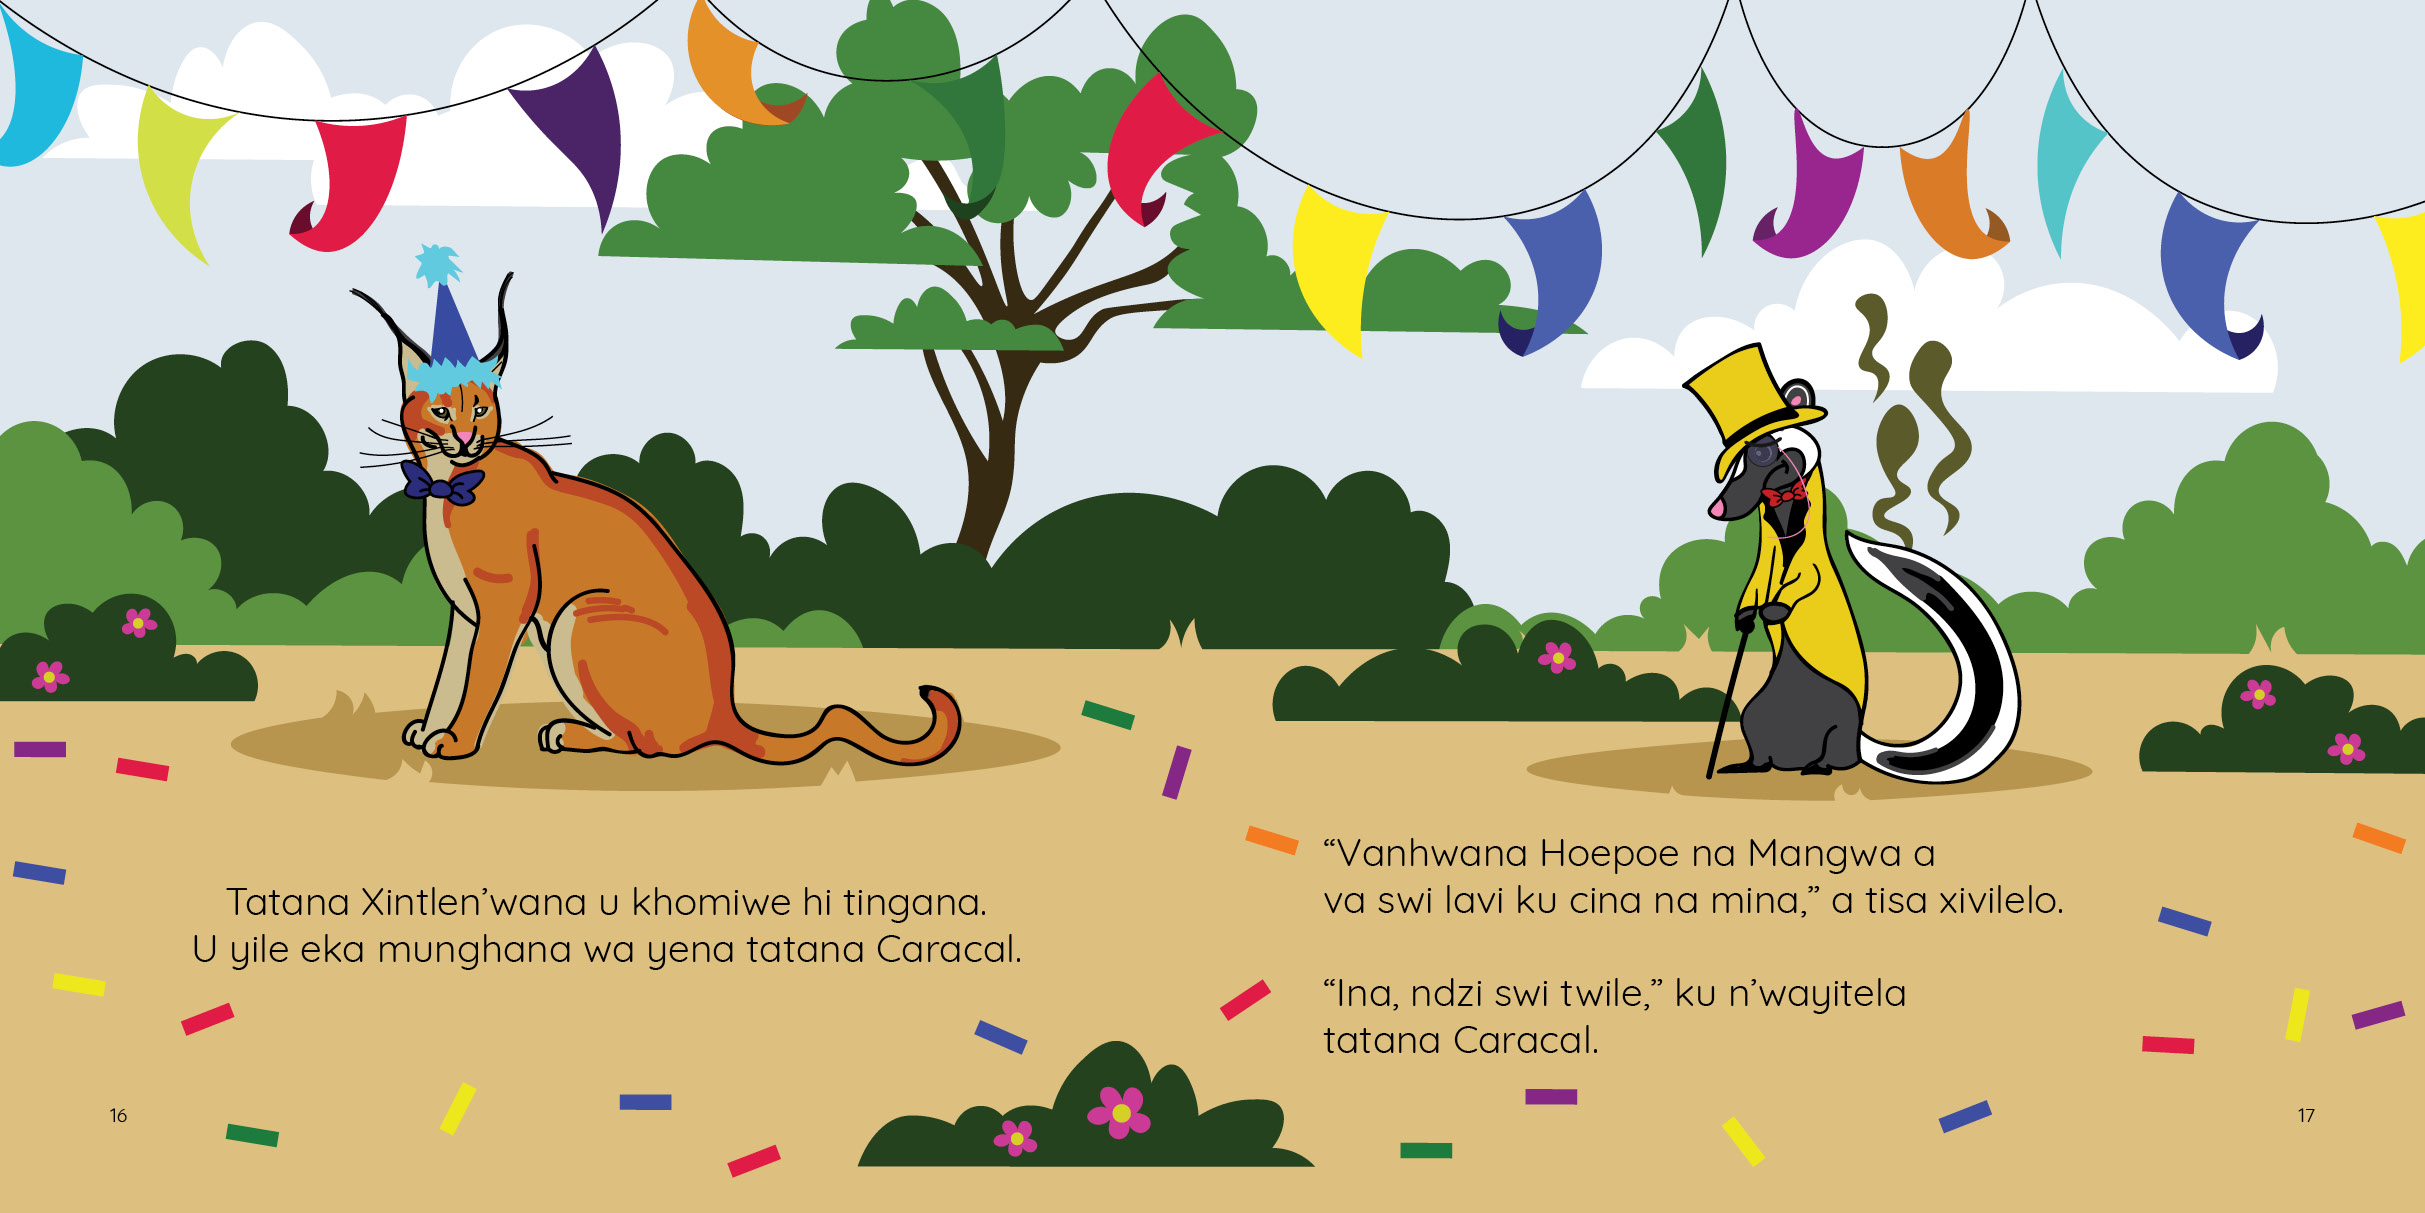 Tatana Xintlen’wana u khomiwe hi tingana.
U yile eka munghana wa yena tatana Caracal.
16
“Vanhwana Hoepoe na Mangwa a
va swi lavi ku cina na mina,” a tisa xivilelo.
“Ina, ndzi swi twile,” ku n’wayitela
tatana Caracal.
17